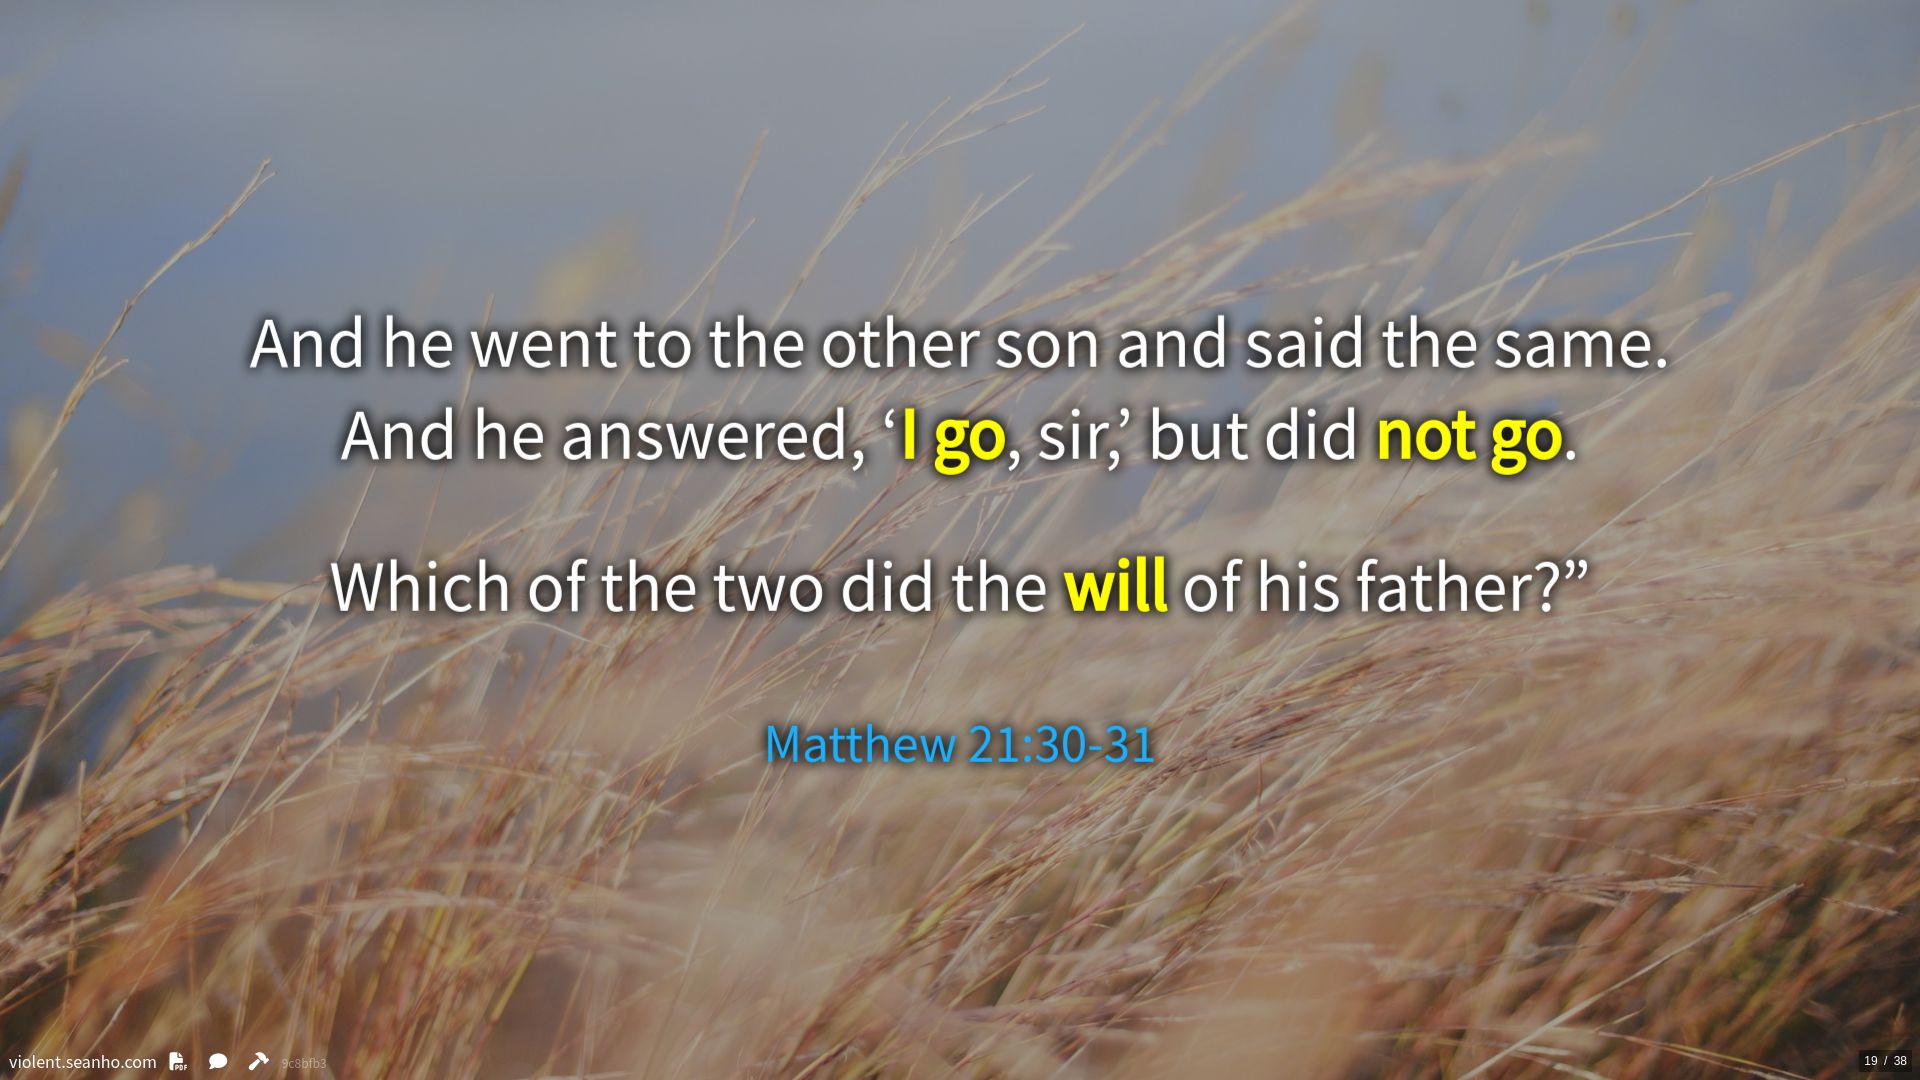 And he went to the other son and said the same.
And he answered, ‘I go, sir,’ but did not go.
Which of the two did the will of his father?”
Matthew 21:30-31
violent.seanho.com PDF 9c8bfb3
19 / 38